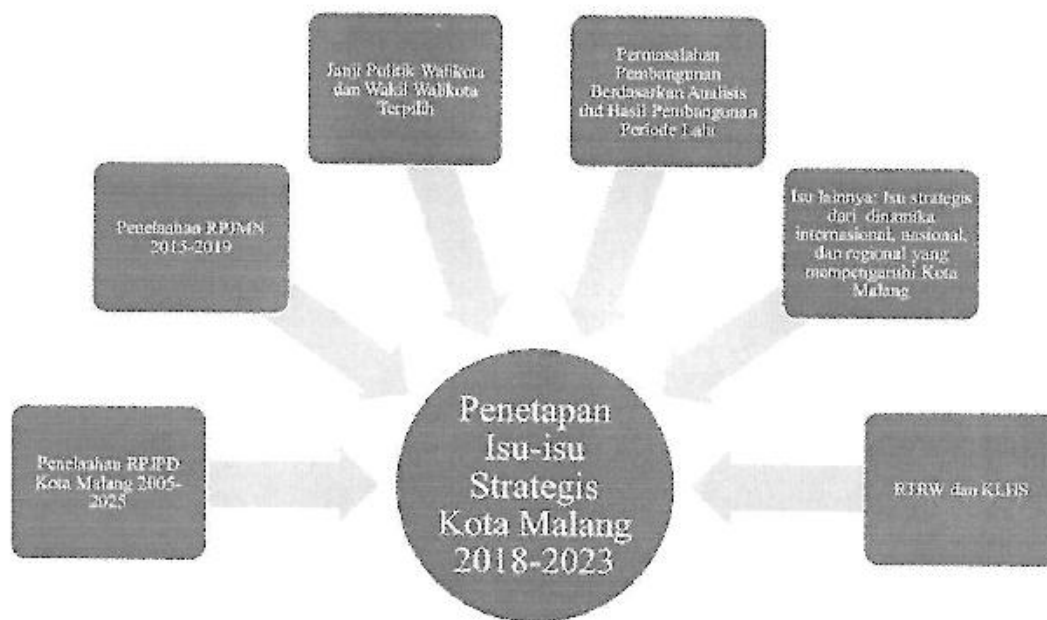 Janji Politik Walikota
dan Wakil Walikota
Terpilih
Permasalahan
Pembangunan
Berdasarkan Analisis
thd Hasil Pembangunan
Periode Lalu
Penelaahan RPJMN
2015-2019
Isu lainnya: Isu strategis
dari dinamika
internasional, nasional,
dan regional yang
mempengaruhi Kota
Malang
Penelaahan RPJPD
Kota Malang 2005-
2025
Penetapan
Isu-isu
Strategis
Kota Malang
2018-2023
RTRW dan KLHS